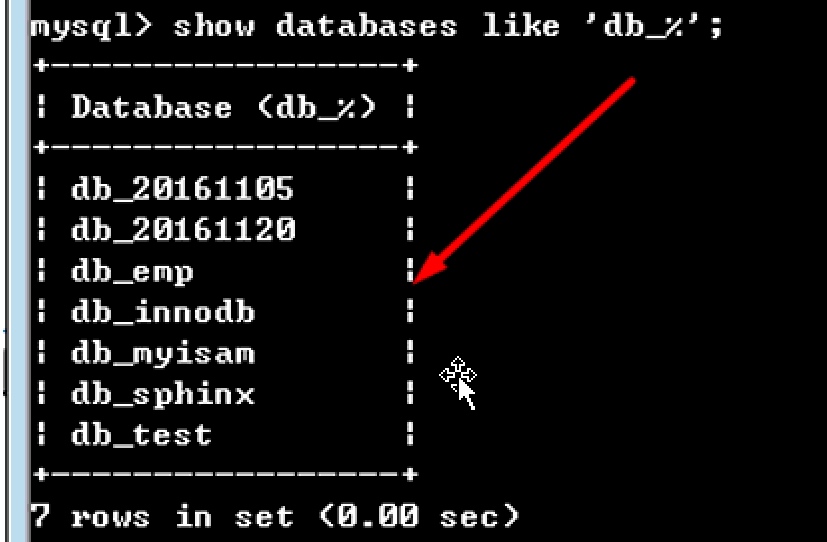 mysql> show databases like 'db_%';
+------------------+
| Database (db_%) |
+------------------+
| db_20161105 |
| db_20161120 |
| db_emp |
| db_innodb |
| db_myisam |
| db_sphinx |
| db_test |
+------------------+
7 rows in set (0.00 sec)